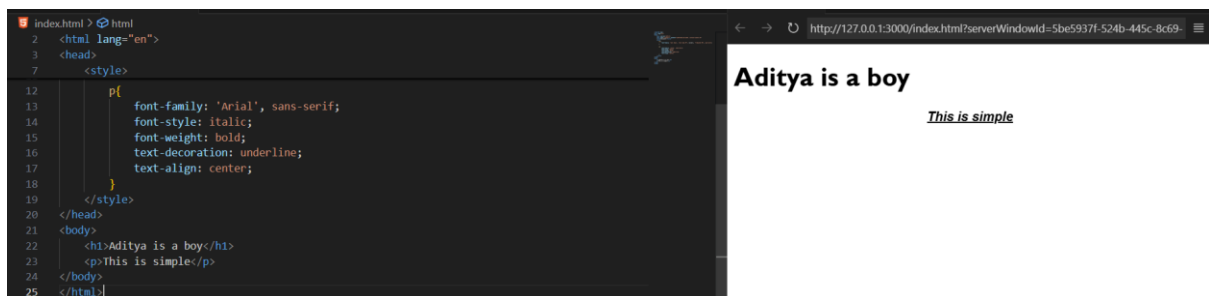 index.html > html
2 <html lang="en">
3 <head>
7 <style>
12 p{
13 font-family: 'Arial', sans-serif;
14 font-style: italic;
15 font-weight: bold;
16 text-decoration: underline;
17 text-align: center;
18 }
19 </style>
20 </head>
21 <body>
22 <h1>Aditya is a boy</h1>
23 <p>This is simple</p>
24 </body>
25 </html>
http://127.0.0.1:3000/index.html?serverWindowId=5be5937f-524b-445c-8c69-
Aditya is a boy
This is simple